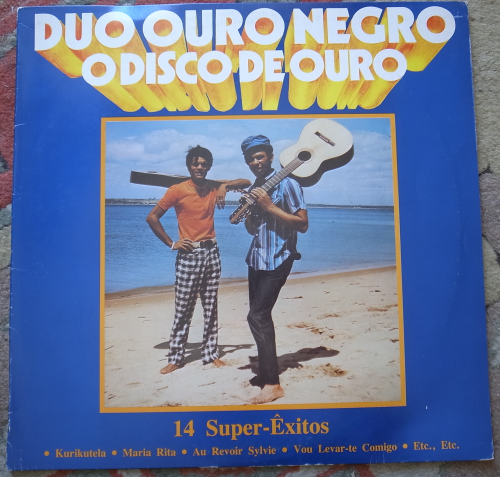 DUO OURO NEGRO
O DISCO DE OURO
14 Super-Êxitos
• Kurikutela • Maria Rita • Au Revoir Sylvie • Vou Levar-te Comigo • Etc., Etc.